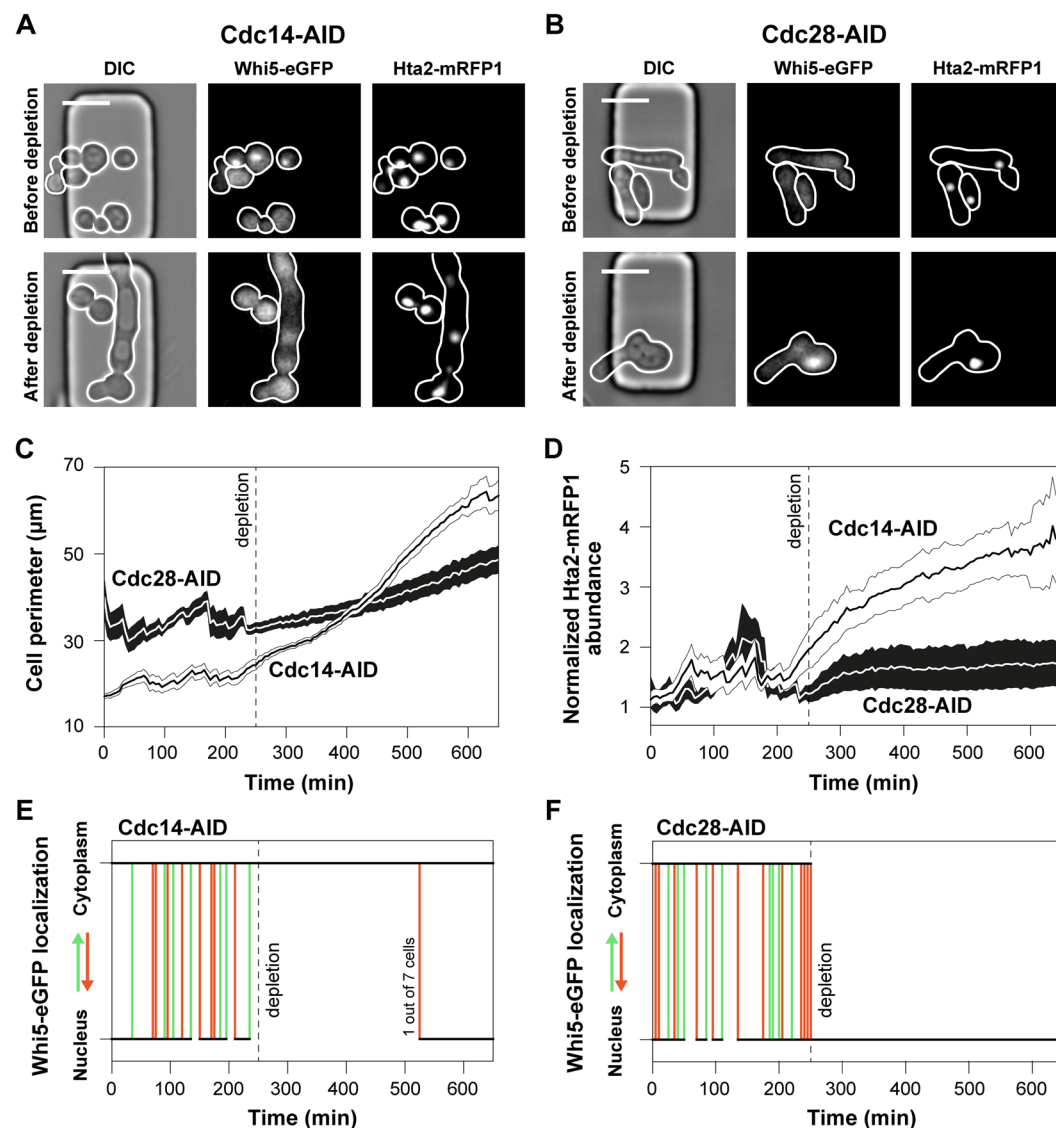 A
Cdc14-AID
DIC
Whi5-eGFP
Hta2-mRFP1
Before depletion
After depletion
B
Cdc28-AID
DIC
Whi5-eGFP
Hta2-mRFP1
Before depletion
After depletion
C
Cell perimeter (µm)
70
50
30
10
depletion
Cdc28-AID
Cdc14-AID
0 100 200 300 400 500 600
Time (min)
D
Normalized Hta2-mRFP1
abundance
5
4
3
2
1
depletion
Cdc14-AID
Cdc28-AID
0 100 200 300 400 500 600
Time (min)
E
Cdc14-AID
Whi5-eGFP localization
Nucleus
Cytoplasm
depletion
1 out of 7 cells
0 100 200 300 400 500 600
Time (min)
F
Cdc28-AID
Whi5-eGFP localization
Nucleus
Cytoplasm
depletion
0 100 200 300 400 500 600
Time (min)